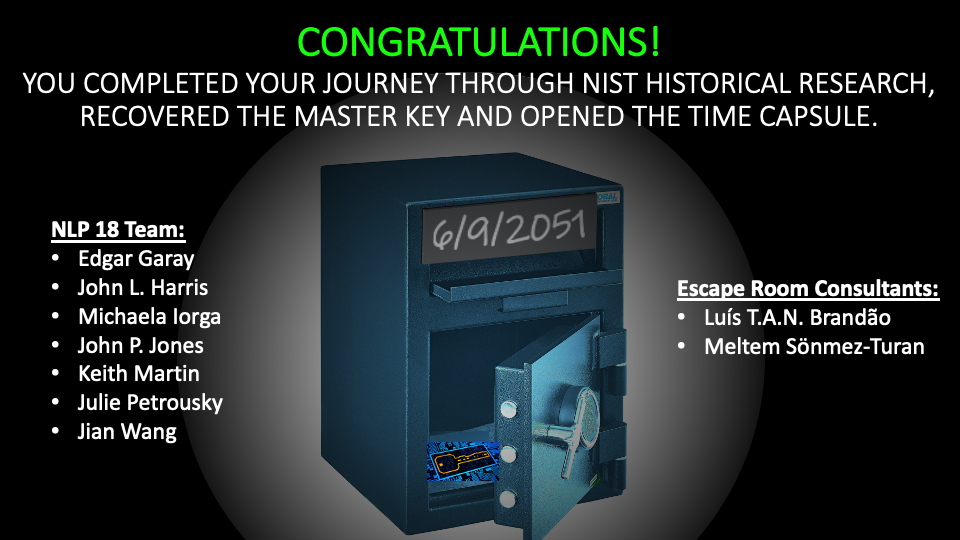 CONGRATULATIONS!
YOU COMPLETED YOUR JOURNEY THROUGH NIST HISTORICAL RESEARCH,
RECOVERED THE MASTER KEY AND OPENED THE TIME CAPSULE.
6/9/2051
NLP 18 Team:
• Edgar Garay
• John L. Harris
• Michaela Iorga
• John P. Jones
• Keith Martin
• Julie Petrousky
• Jian Wang
Escape Room Consultants:
• Luís T.A.N. Brandão
• Meltem Sönmez-Turan